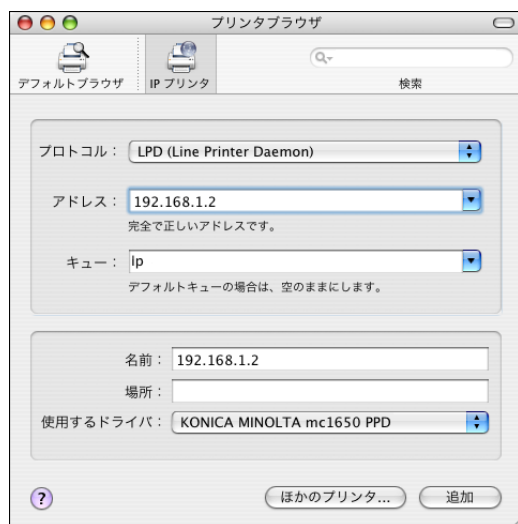 プリンタブラウザ
デフォルトブラウザ IP プリンタ 検索
プロトコル： LPD (Line Printer Daemon)
アドレス： 192.168.1.2
完全で正しいアドレスです。
キュー： lp
デフォルトキューの場合は、空のままにします。
名前： 192.168.1.2
場所：
使用するドライバ： KONICA MINOLTA mc1650 PPD
? ほかのプリンタ... 追加